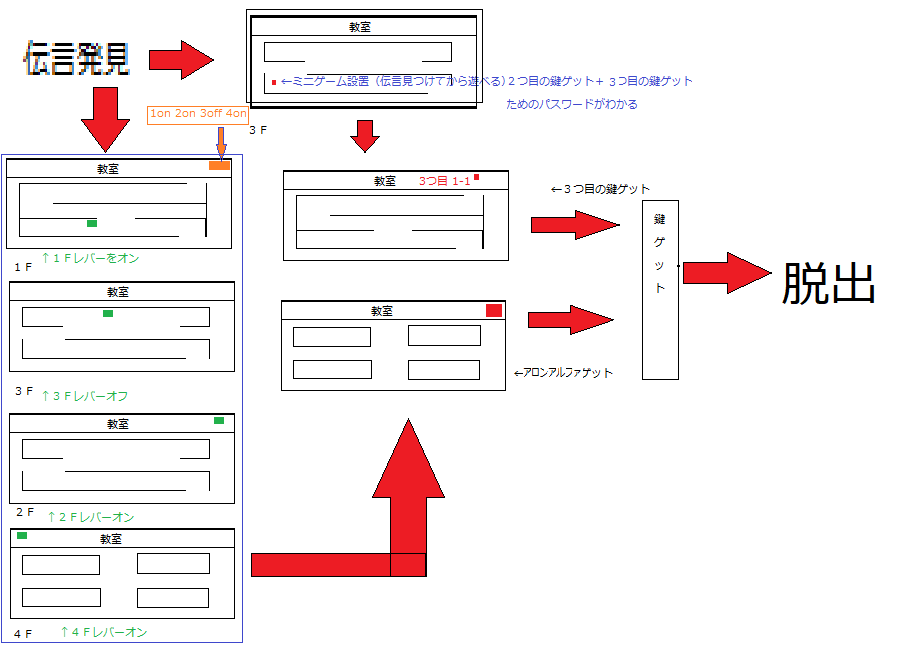 伝言発見
教室
←ミニゲーム設置（伝言見つけてから遊べる）２つ目の鍵ゲット＋３つ目の鍵ゲット
ためのパスワードがわかる
３Ｆ
1on 2on 3off 4on
教室
↑１Ｆレバーをオン
１Ｆ
教室
３Ｆ
↑３Ｆレバーオフ
教室
２Ｆ
↑２Ｆレバーオン
教室
４Ｆ
↑４Ｆレバーオン
教室
3つ目 1-1
←３つ目の鍵ゲット
教室
←アロンアルファゲット
鍵ゲット
脱出